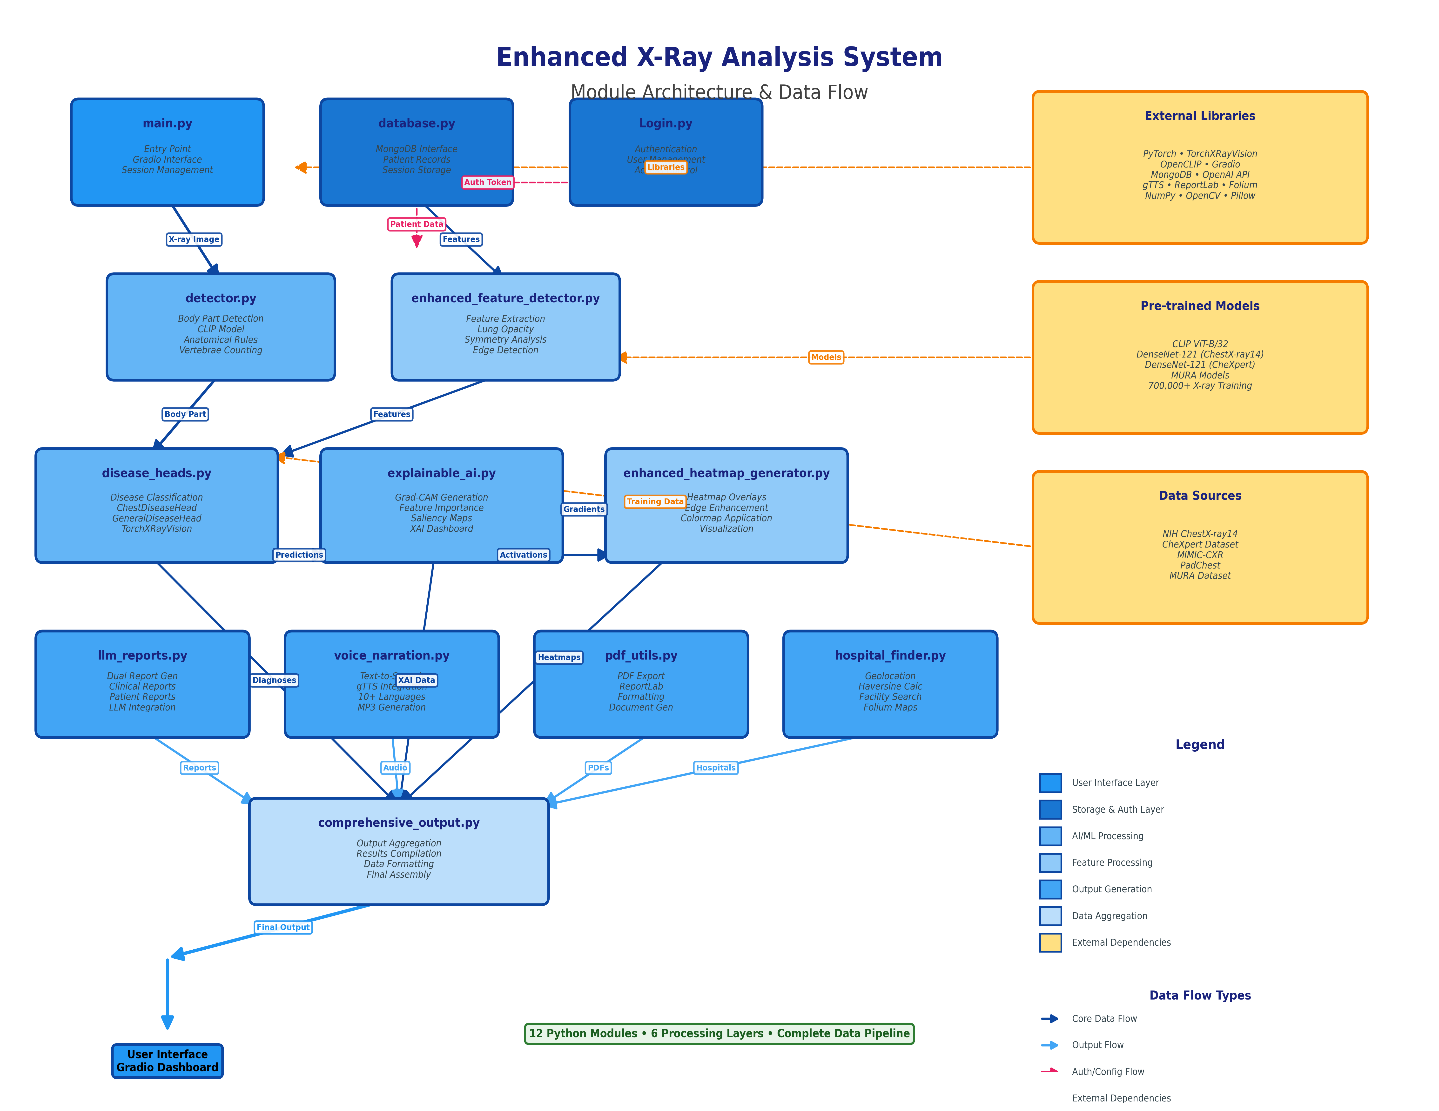 Enhanced X-Ray Analysis System
Module Architecture & Data Flow
main.py
Entry Point
Gradio Interface
Session Management
database.py
MongoDB Interface
Patient Records
Session Storage
Login.py
Authentication
User Management
Libraries
Auth Token
External Libraries
PyTorch • TorchXRayVision
OpenCLIP • Gradio
MongoDB • OpenAI API
gTTS • ReportLab • Folium
NumPy • OpenCV • Pillow
X-ray Image
Patient Data
Features
detector.py
Body Part Detection
CLIP Model
Anatomical Rules
Vertebrae Counting
enhanced_feature_detector.py
Feature Extraction
Lung Opacity
Symmetry Analysis
Edge Detection
Models
Pre-trained Models
CLIP ViT-B/32
DenseNet-121 (ChestX-ray14)
DenseNet-121 (CheXpert)
MURA Models
700,000+ X-ray Training
Body Part
Features
disease_heads.py
Disease Classification
ChestDiseaseHead
GeneralDiseaseHead
TorchXRayVision
explainable_ai.py
Grad-CAM Generation
Feature Importance
Saliency Maps
XAI Dashboard
enhanced_heatmap_generator.py
Heatmap Overlays
Edge Enhancement
Colormap Application
Visualization
Training Data
Gradients
Predictions
Activations
Data Sources
NIH ChestX-ray14
CheXpert Dataset
MIMIC-CXR
PadChest
MURA Dataset
llm_reports.py
Dual Report Gen
Clinical Reports
Patient Reports
LLM Integration
Diagnoses
voice_narration.py
gTTS Integration
10+ Languages
MP3 Generation
XAI Data
Heatmaps
pdf_utils.py
PDF Export
ReportLab
Formatting
Document Gen
hospital_finder.py
Geolocation
Haversine Calc
Facility Search
Folium Maps
Reports
Audio
PDFs
Hospitals
comprehensive_output.py
Output Aggregation
Results Compilation
Data Formatting
Final Assembly
Final Output
User Interface
Gradio Dashboard
12 Python Modules • 6 Processing Layers • Complete Data Pipeline
Legend
User Interface Layer
Storage & Auth Layer
AI/ML Processing
Feature Processing
Output Generation
Data Aggregation
External Dependencies
Data Flow Types
Core Data Flow
Output Flow
Auth/Config Flow
External Dependencies